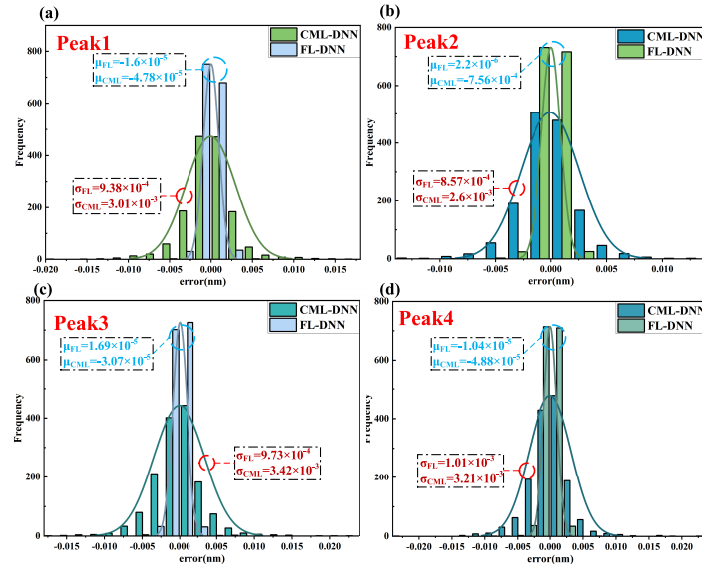 (a)
Peak1
CML-DNN
FL-DNN
μFL=-1.6×10-5
μCML=-4.78×10-5
σFL=9.38×10-4
σCML=3.01×10-3
Frequency
800
600
400
200
0
-0.020 -0.015 -0.010 -0.005 0.000 0.005 0.010 0.015
error(nm)
(b)
Peak2
CML-DNN
FL-DNN
μFL=2.2×10-6
μCML=-7.56×10-4
σFL=8.57×10-4
σCML=2.6×10-3
Frequency
800
600
400
200
0
-0.010 -0.005 0.000 0.005 0.010
error(nm)
(c)
Peak3
CML-DNN
FL-DNN
μFL=1.69×10-5
μCML=-3.07×10-5
σFL=9.73×10-4
σCML=3.42×10-3
Frequency
800
600
400
200
0
-0.015 -0.010 -0.005 0.000 0.005 0.010 0.015 0.020
error(nm)
(d)
Peak4
CML-DNN
FL-DNN
μFL=-1.04×10-5
μCML=-4.88×10-5
σFL=1.01×10-3
σCML=3.21×10-3
Frequency
800
600
400
200
0
-0.020 -0.015 -0.010 -0.005 0.000 0.005 0.010 0.015 0.020
error(nm)